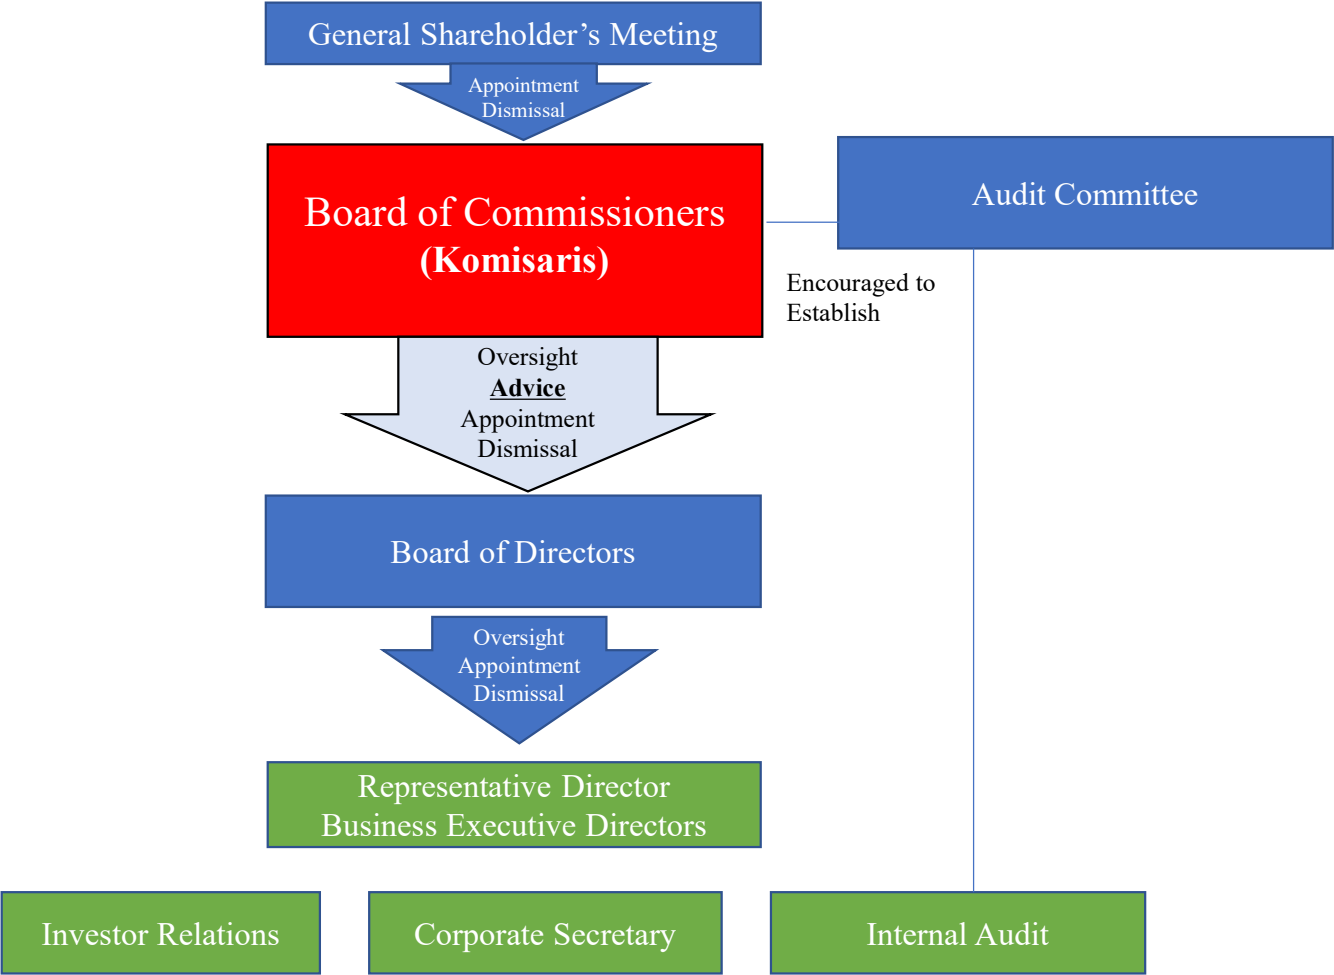 General Shareholder’s Meeting
Appointment
Dismissal
Board of Commissioners
(Komisaris)
Audit Committee
Encouraged to
Establish
Oversight
Advice
Appointment
Dismissal
Board of Directors
Oversight
Appointment
Dismissal
Representative Director
Business Executive Directors
Investor Relations
Corporate Secretary
Internal Audit